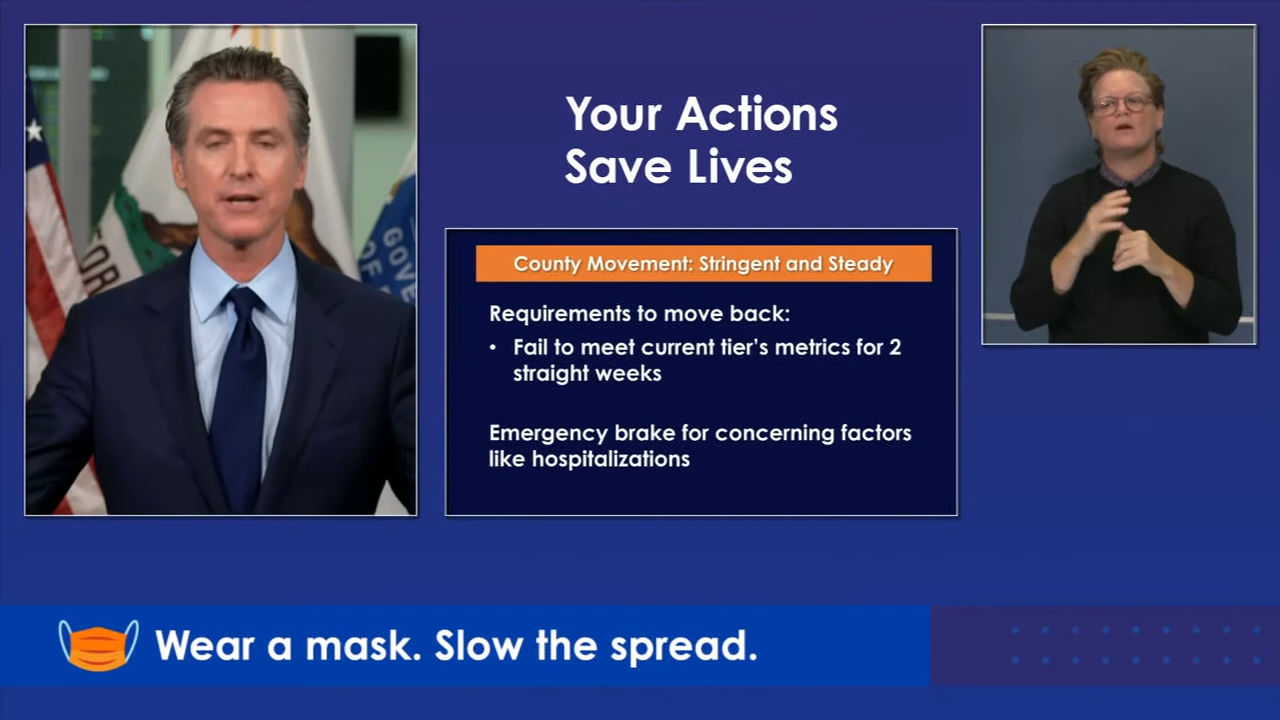 Your Actions
Save Lives
County Movement: Stringent and Steady
Requirements to move back:
• Fail to meet current tier's metrics for 2
straight weeks
Emergency brake for concerning factors
like hospitalizations
Wear a mask. Slow the spread.